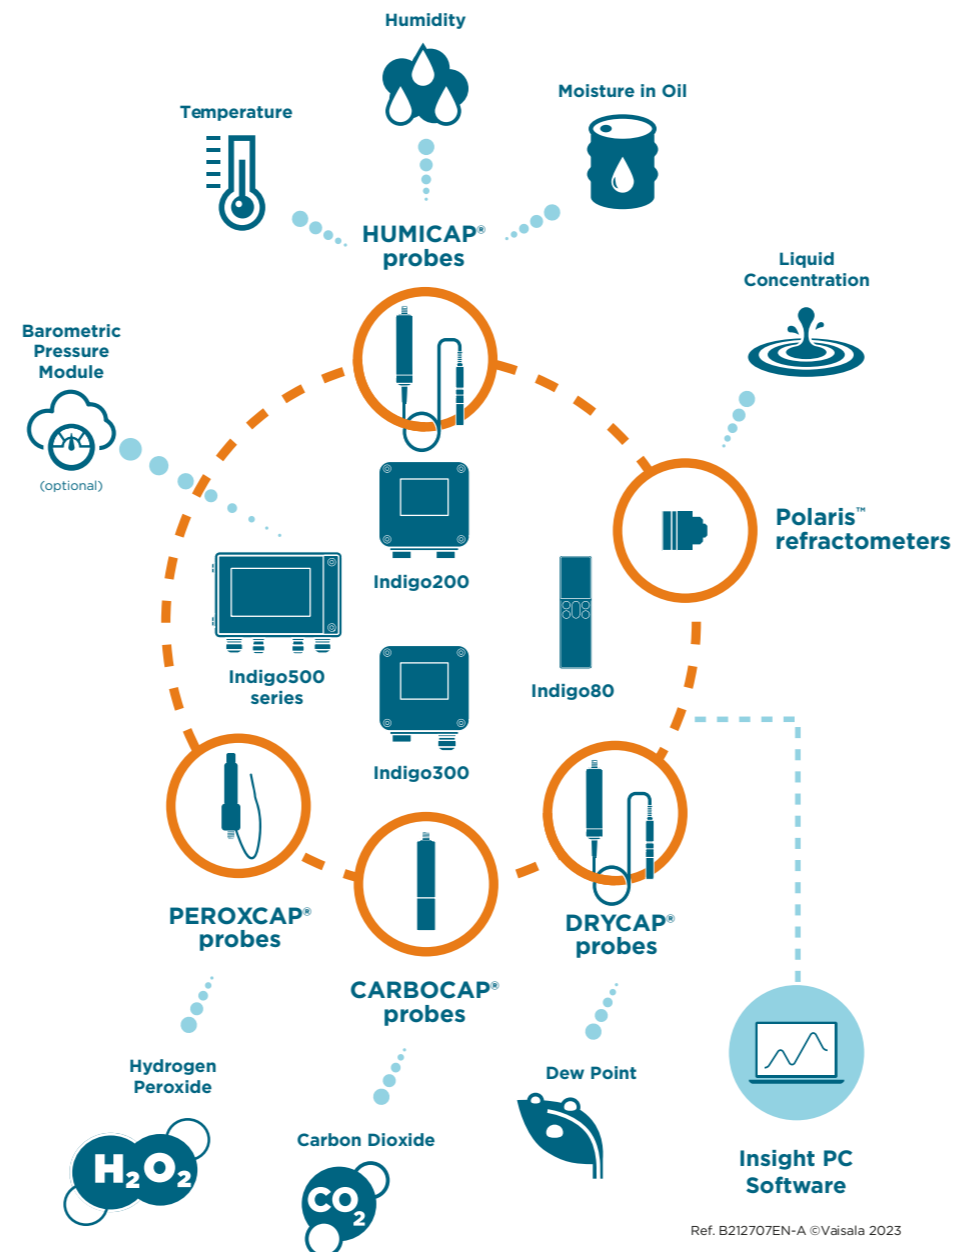 Humidity
Temperature
Moisture in Oil
HUMICAP®
probes
Liquid
Concentration
Barometric
Pressure
Module
(optional)
Polaris™
refractometers
Indigo200
Indigo500
series
Indigo80
Indigo300
PEROXCAP®
probes
DRYCAP®
probes
CARBOCAP®
probes
Hydrogen
Peroxide
H₂O₂
Carbon Dioxide
CO₂
Dew Point
Insight PC
Software
Ref. B212707EN-A ©Vaisala 2023